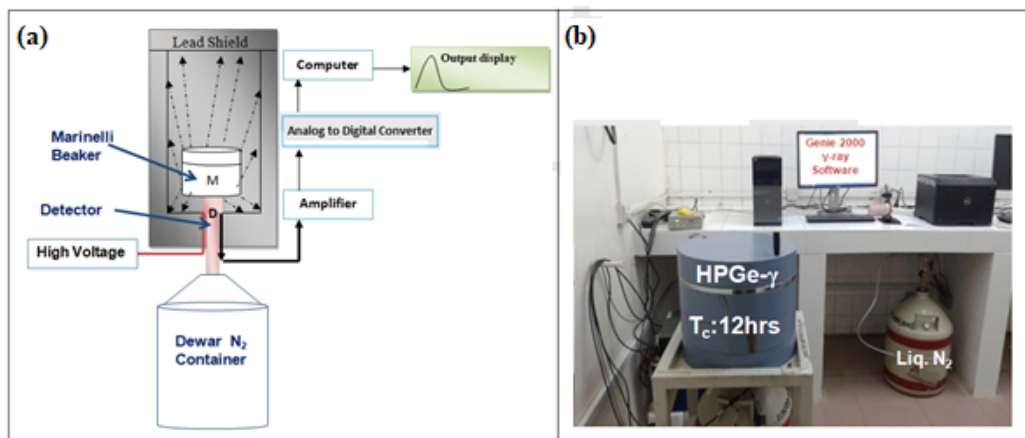 (a)
Lead Shield
Computer
Output display
Analog to Digital Converter
Marinelli
Beaker
M
Amplifier
Detector
D
High Voltage
Dewar N₂
Container
(b)
Genie 2000
γ-ray
Software
HPGe-γ
Tc:12hrs
Liq. N₂